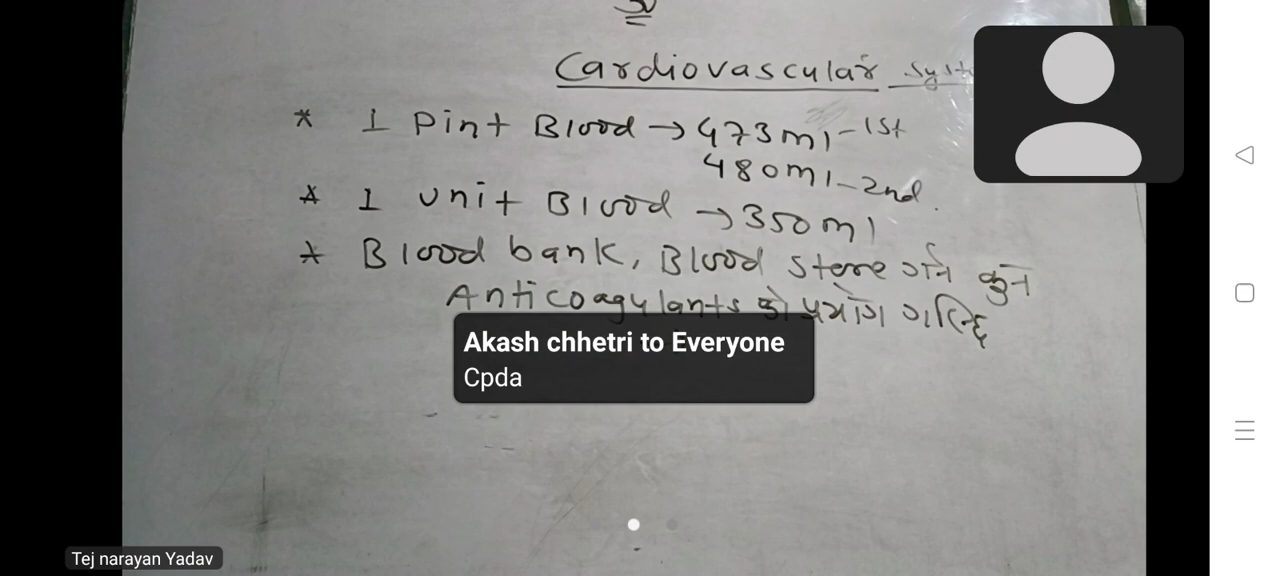 Cardiovascular Syst
* 1 Pint Blood → 473ml - 1st
480ml - 2nd.
* 1 Unit Blood → 350ml
* Blood bank, Blood store गर्न कुन
Anticoagulants को प्रयोग गरिन्छ
Akash chhetri to Everyone
Cpda
Tej narayan Yadav